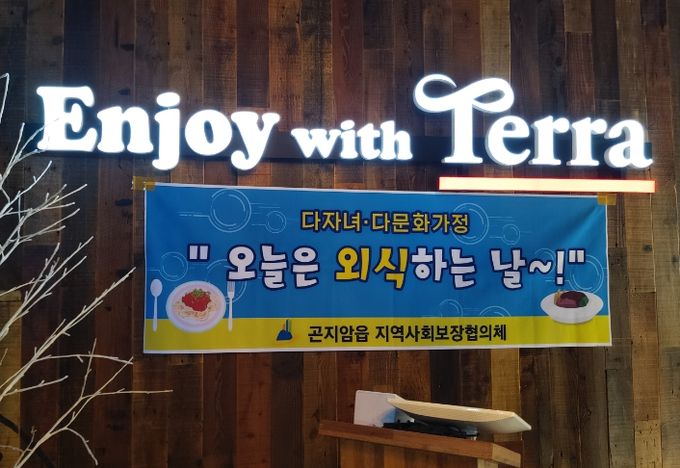 Enjoy with Terra
다자녀·다문화가정
" 오늘은 외식하는 날~!"
곤지암읍 지역사회보장협의체